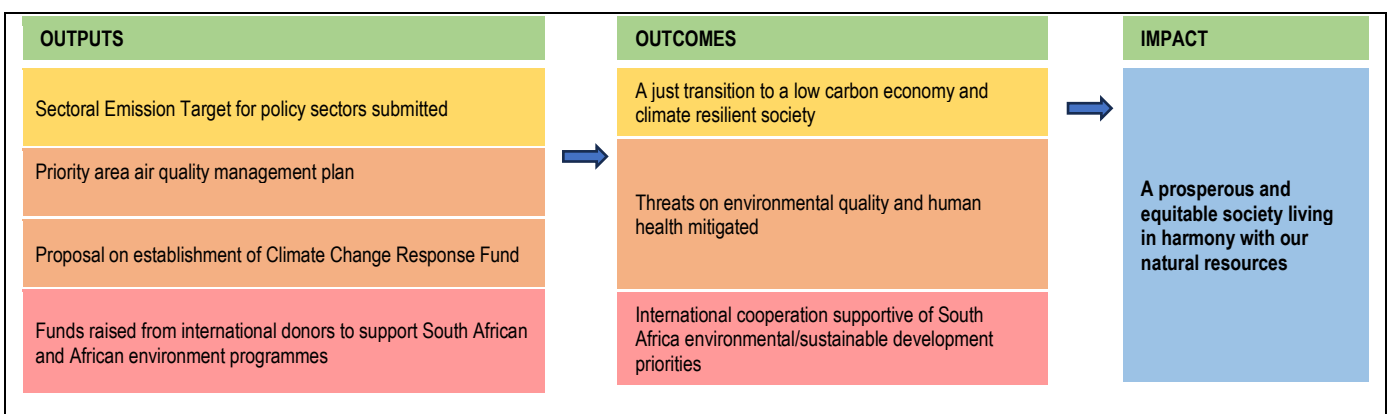 OUTPUTS
OUTCOMES
IMPACT
Sectoral Emission Target for policy sectors submitted
Priority area air quality management plan
Proposal on establishment of Climate Change Response Fund
Funds raised from international donors to support South African
and African environment programmes
A just transition to a low carbon economy and
climate resilient society
Threats on environmental quality and human
health mitigated
International cooperation supportive of South
Africa environmental/sustainable development
priorities
A prosperous and
equitable society living
in harmony with our
natural resources